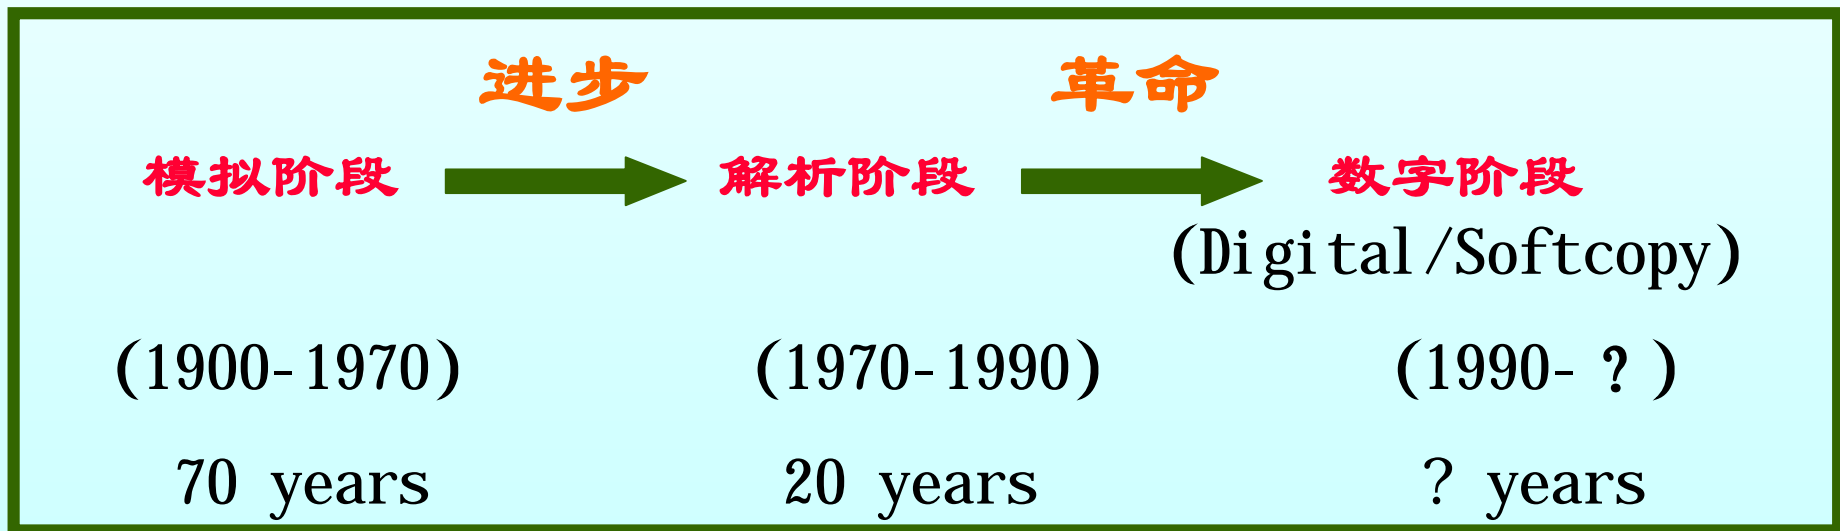 进步 革命
模拟阶段 解析阶段 数字阶段
(Digital/Softcopy)
(1900-1970) (1970-1990) (1990-？)
70 years 20 years ? years